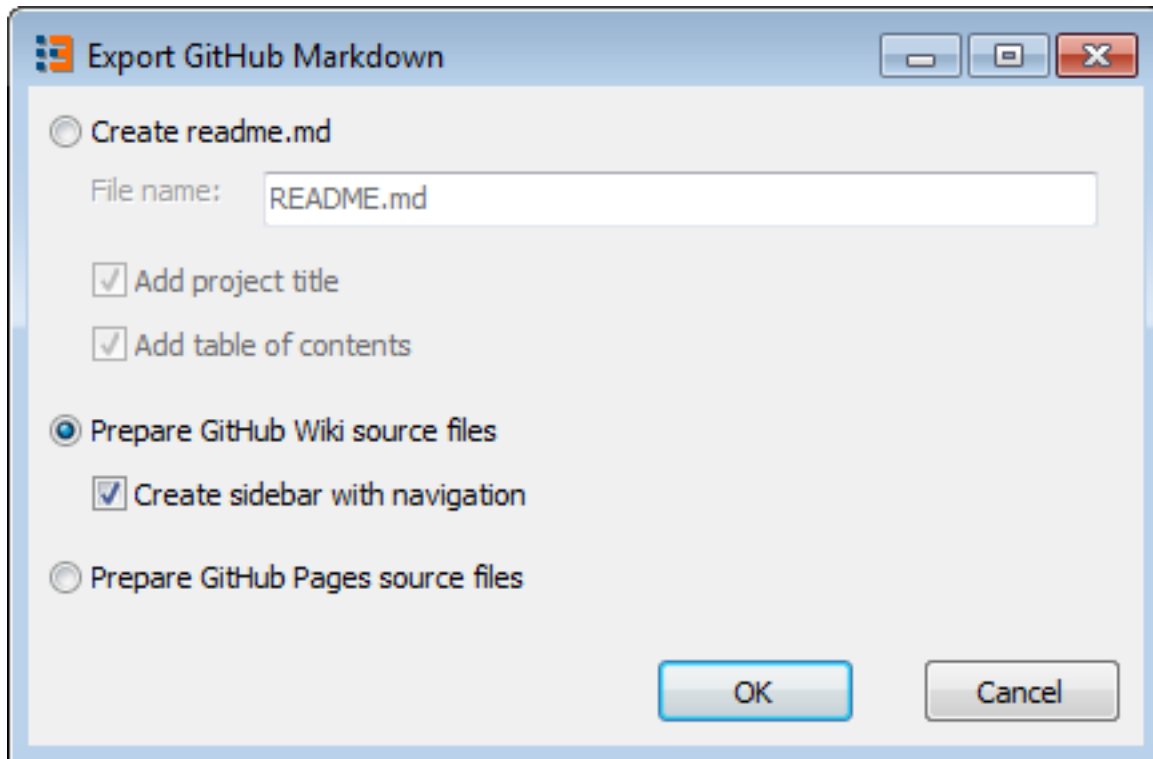 Export GitHub Markdown
Create readme.md
File name: README.md
Add project title
Add table of contents
Prepare GitHub Wiki source files
Create sidebar with navigation
Prepare GitHub Pages source files
OK Cancel